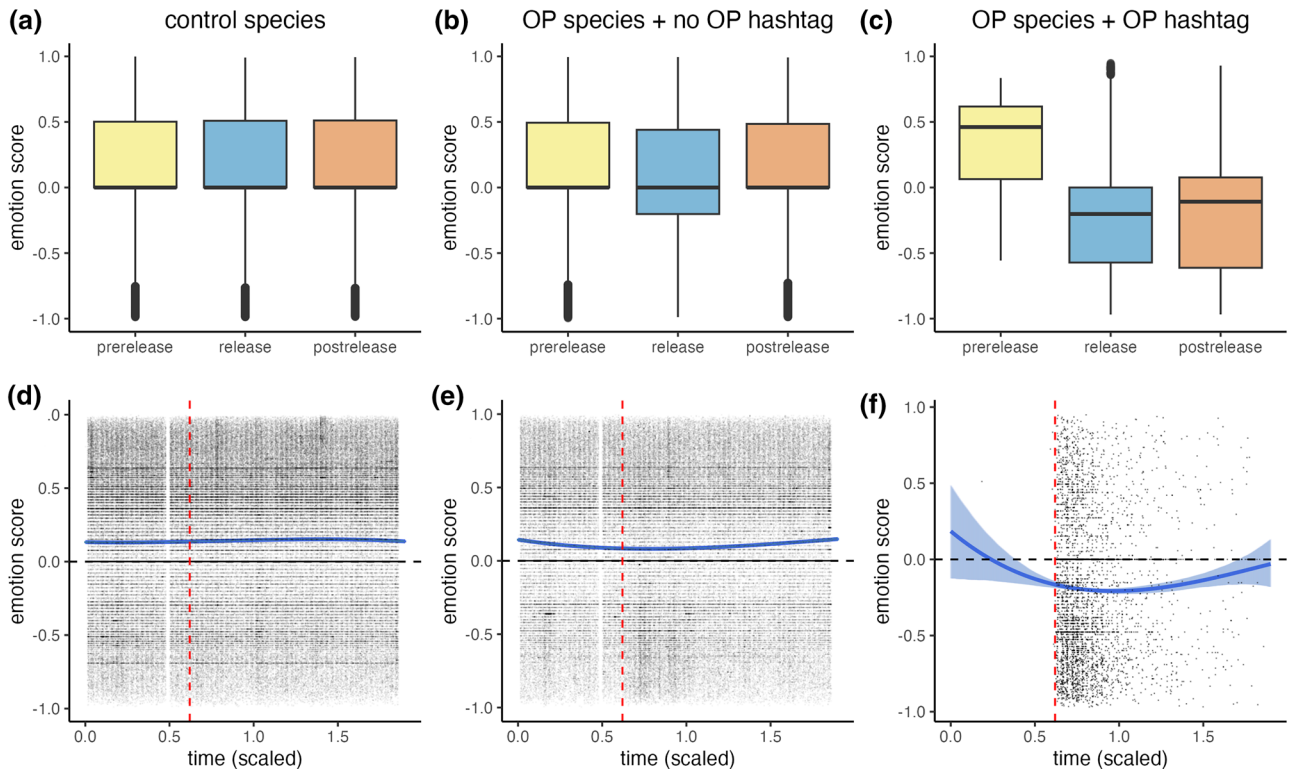 (a) control species
(b) OP species + no OP hashtag
(c) OP species + OP hashtag
emotion score
1.0
0.5
0.0
-0.5
-1.0
prerelease release postrelease
emotion score
1.0
0.5
0.0
-0.5
-1.0
prerelease release postrelease
emotion score
1.0
0.5
0.0
-0.5
-1.0
prerelease release postrelease
(d)
emotion score
.0
0.5
0.0
-0.5
-1.0
0.0 0.5 1.0 1.5
time (scaled)
(e)
emotion score
1.0
0.5
0.0
-0.5
-1.0
0.0 0.5 1.0 1.5
time (scaled)
(f)
emotion score
1.0
0.5
0.0
-0.5
-1.0
0.0 0.5 1.0 1.5
time (scaled)